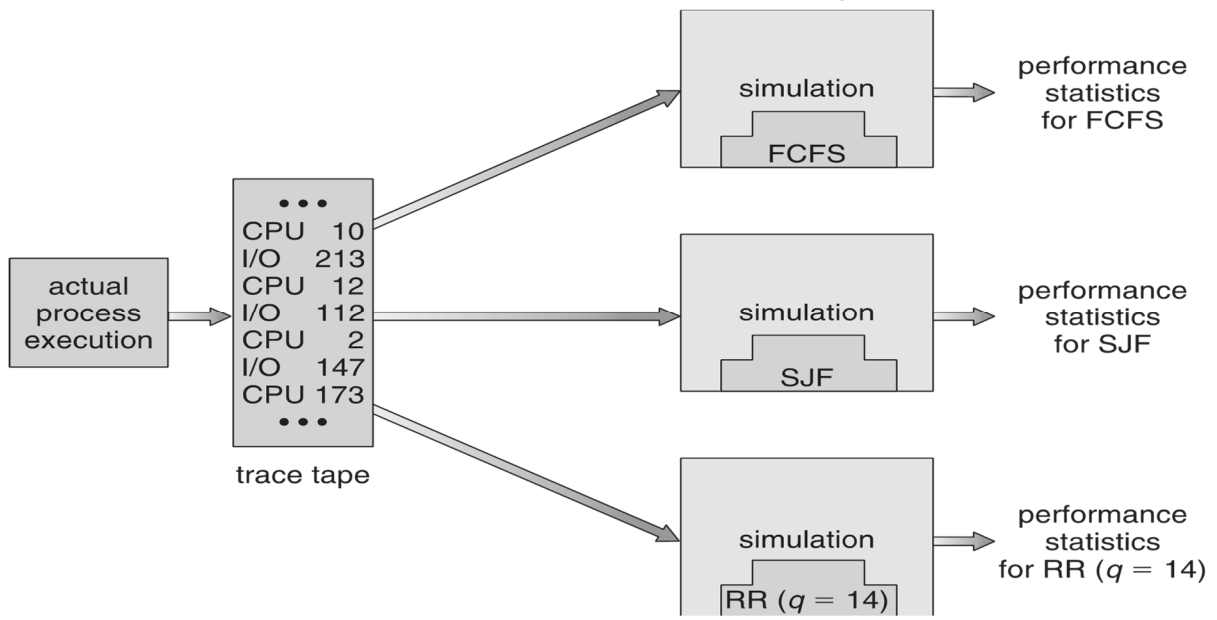 actual
process
execution
• • •
CPU 10
I/O 213
CPU 12
I/O 112
CPU 2
I/O 147
CPU 173
• • •
trace tape
simulation
FCFS
performance
statistics
for FCFS
simulation
SJF
performance
statistics
for SJF
simulation
RR (q = 14)
performance
statistics
for RR (q = 14)